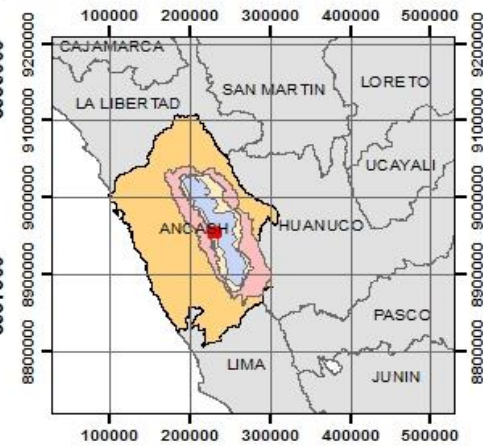 100000 200000 300000 400000 500000
CAJAMARCA
SAN MARTIN
LORETO
LA LIBERTAD
UCAYALI
ANCASH
HUANUCO
PASCO
LIMA
JUNIN
9200000
9100000
9000000
8900000
8800000
100000 200000 300000 400000 500000